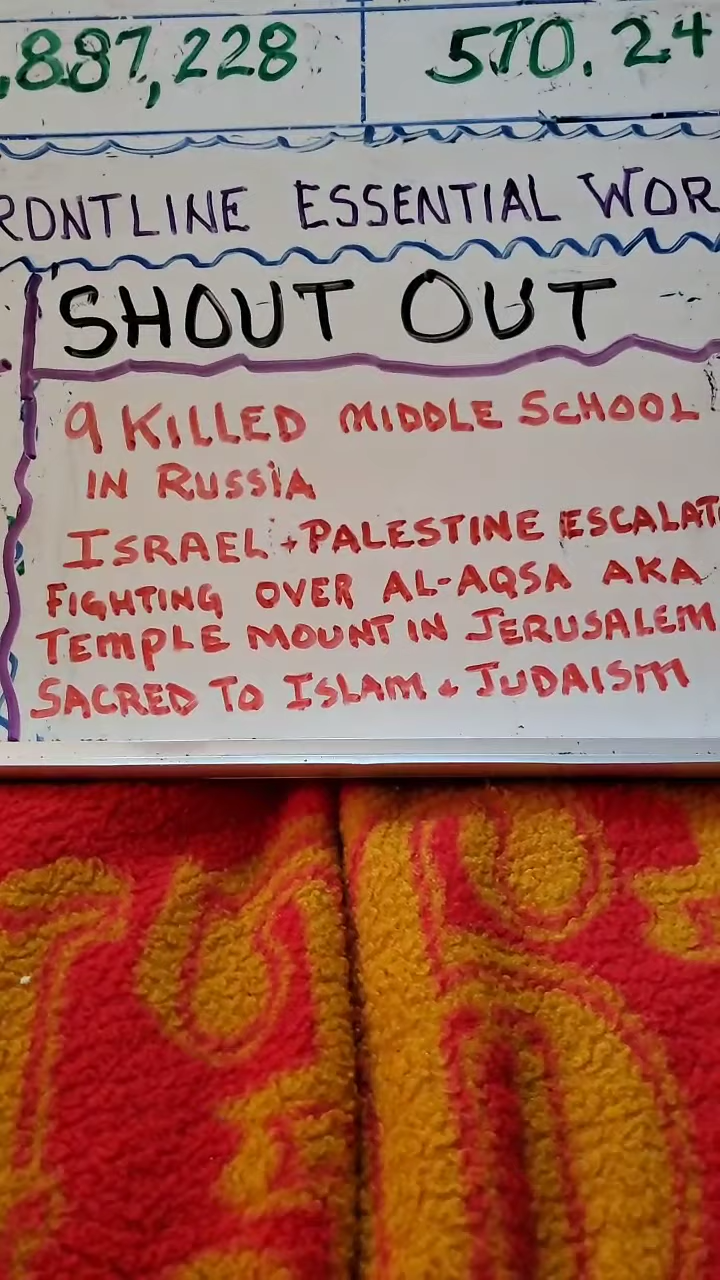 ,887,228 570.24
RONTLINE ESSENTIAL WOR
SHOUT OUT
9 KILLED MIDDLE SCHOOL
IN RUSSIA
ISRAEL + PALESTINE ESCALAT
FIGHTING OVER AL-AQSA AKA
TEMPLE MOUNT IN JERUSALEM
SACRED TO ISLAM & JUDAISM